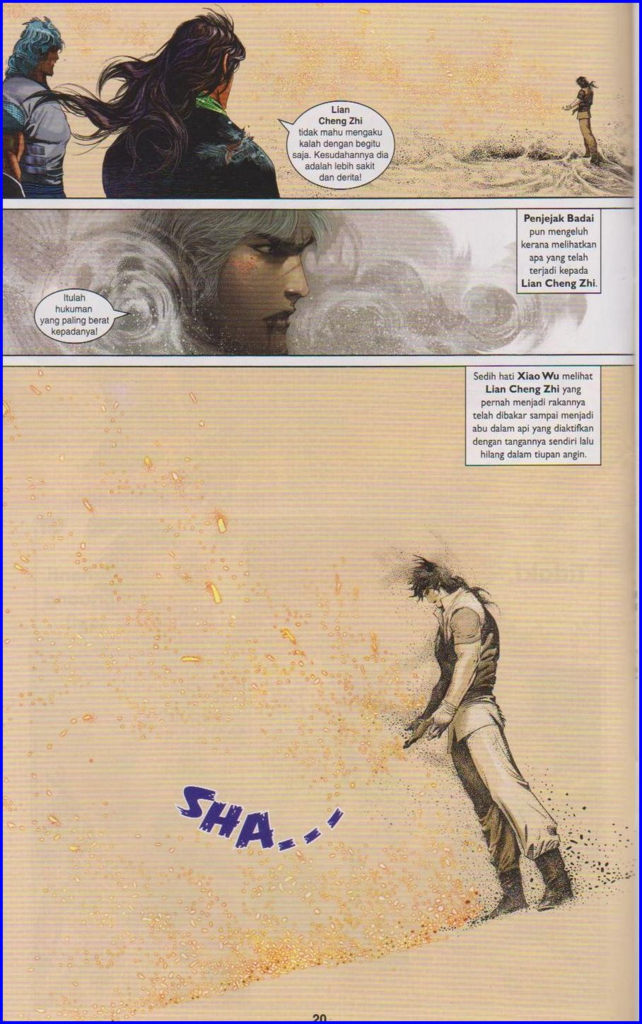 Lian
Cheng Zhi
tidak mahu mengaku
kalah dengan begitu
saja. Kesudahannya dia
adalah lebih sakit
dan derita!
Penjejak Badai
pun mengeluh
kerana melihatkan
apa yang telah
terjadi kepada
Lian Cheng Zhi.
Itulah
hukuman
yang paling berat
kepadanya!
Sedih hati Xiao Wu melihat
Lian Cheng Zhi yang
pernah menjadi rakannya
telah dibakar sampai menjadi
abu dalam api yang diaktifkan
dengan tangannya sendiri lalu
hilang dalam tiupan angin.
SHA...
20